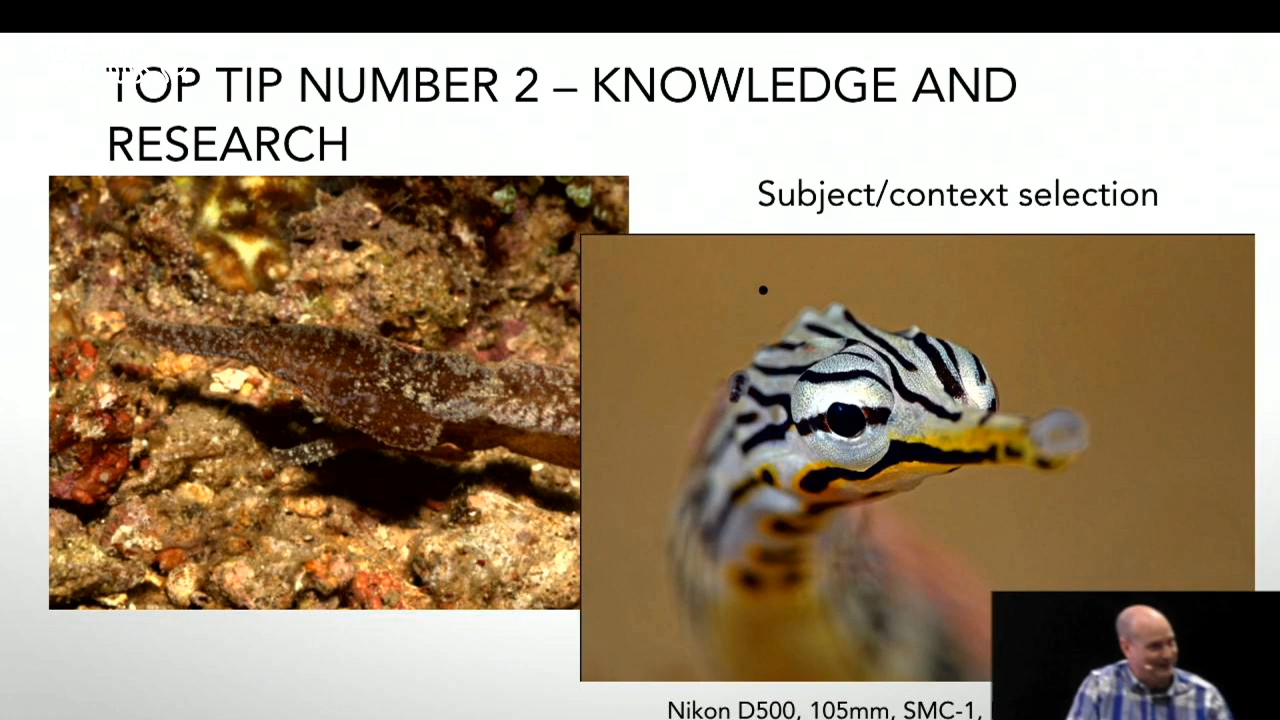 TOP TIP NUMBER 2 – KNOWLEDGE AND
RESEARCH
Subject/context selection
Nikon D500, 105mm, SMC-1,